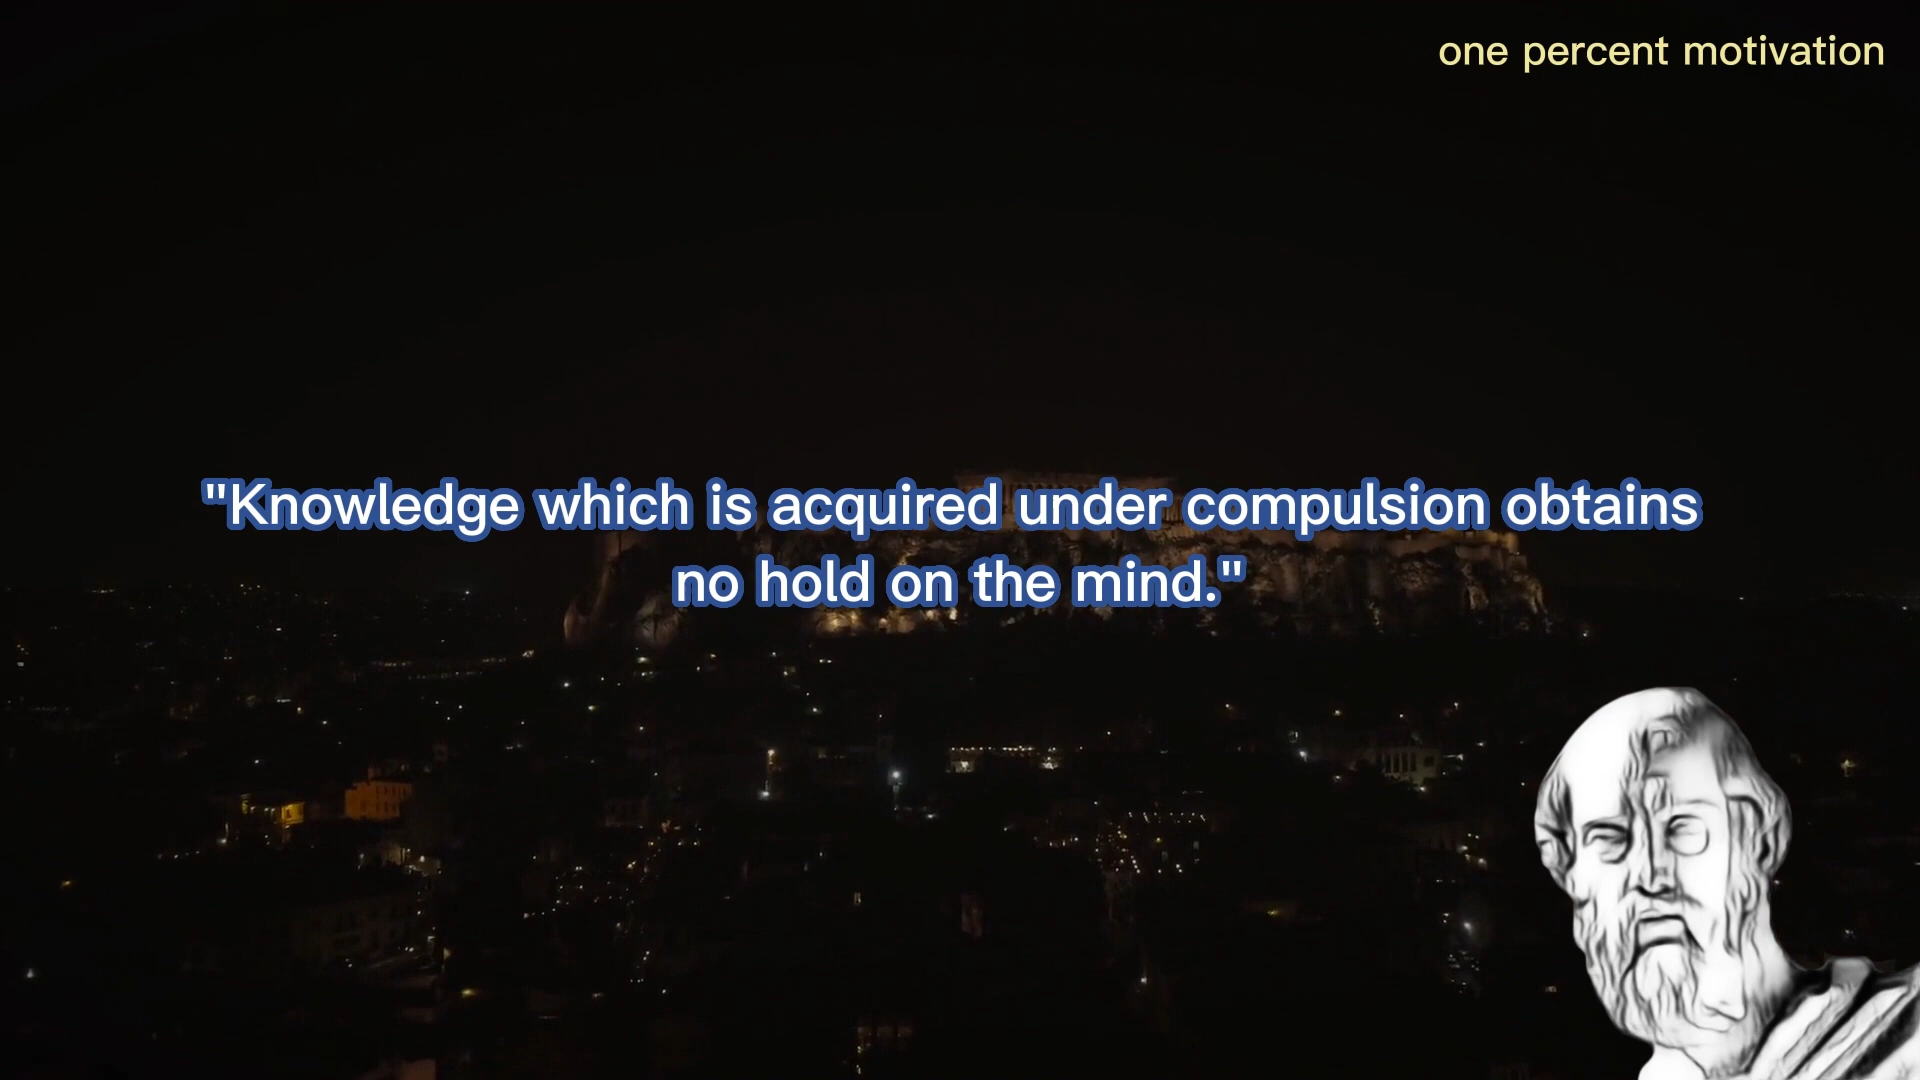 one percent motivation
"Knowledge which is acquired under compulsion obtains
no hold on the mind."